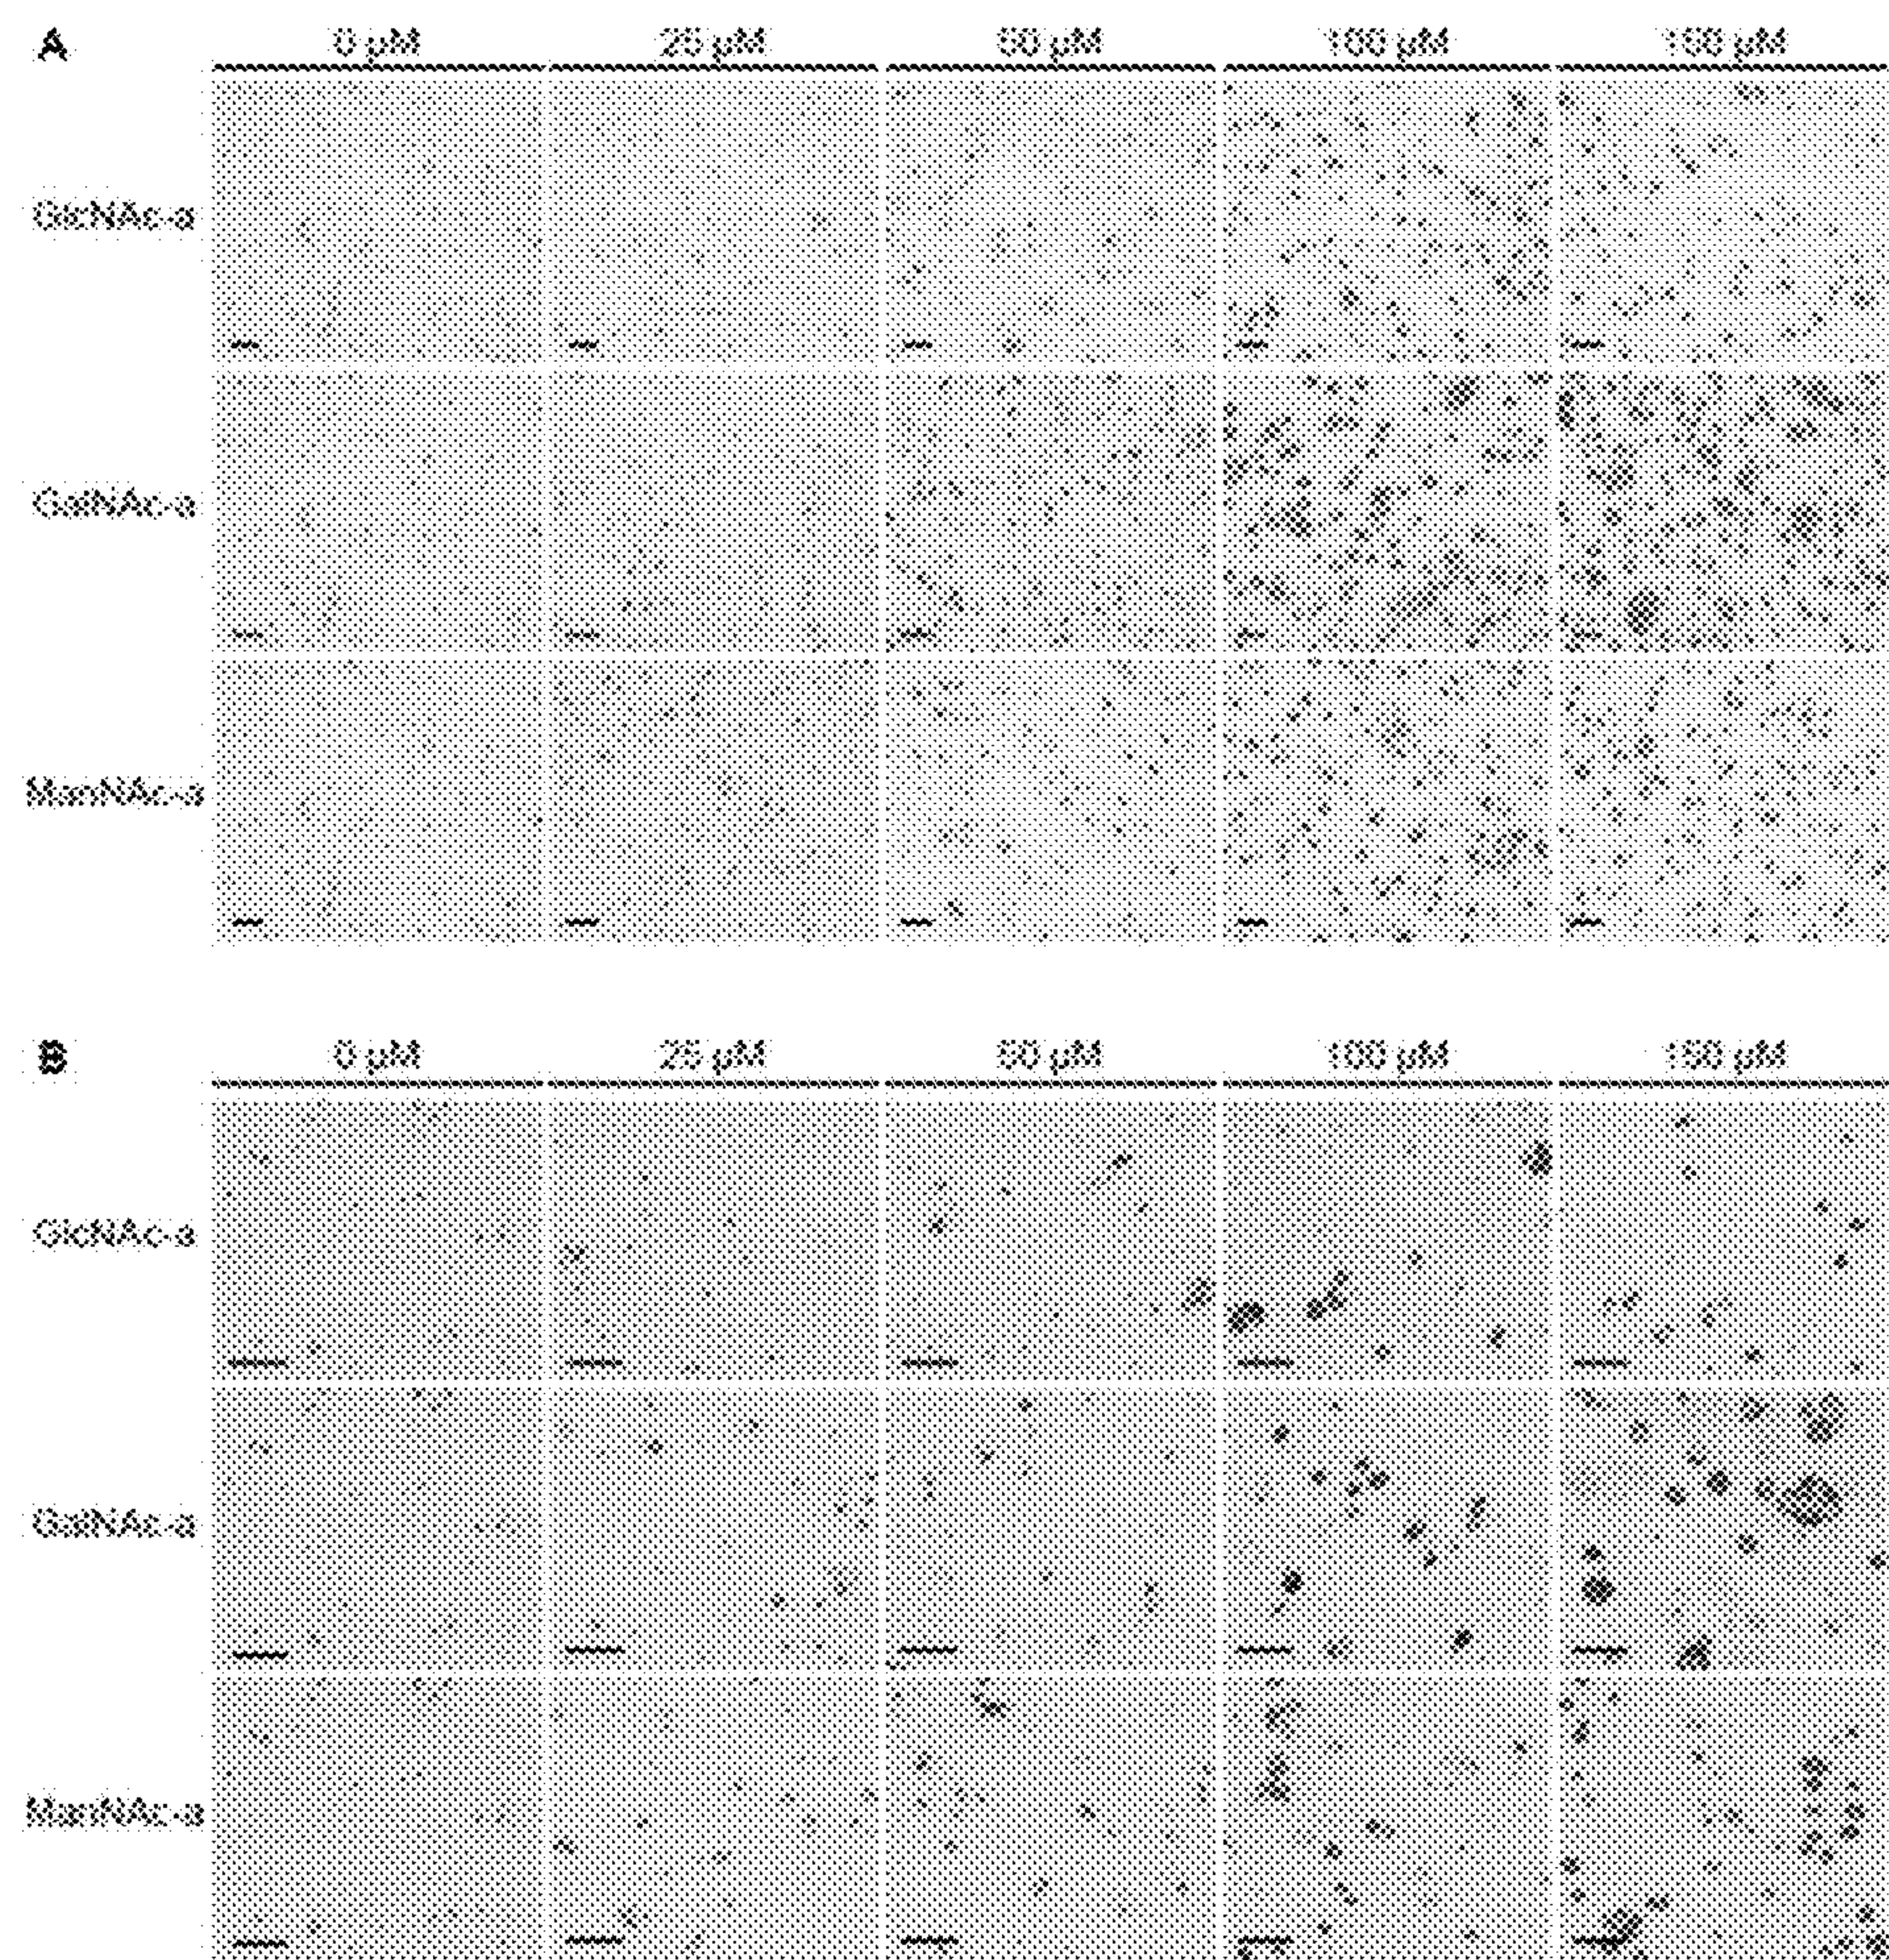 A 0 µM 25 µM 50 µM 100 µM 150 µM
GlcNAc-a
GalNAc-a
ManNAc-a
B 0 µM 25 µM 50 µM 100 µM 150 µM
GlcNAc-a
GalNAc-a
ManNAc-a